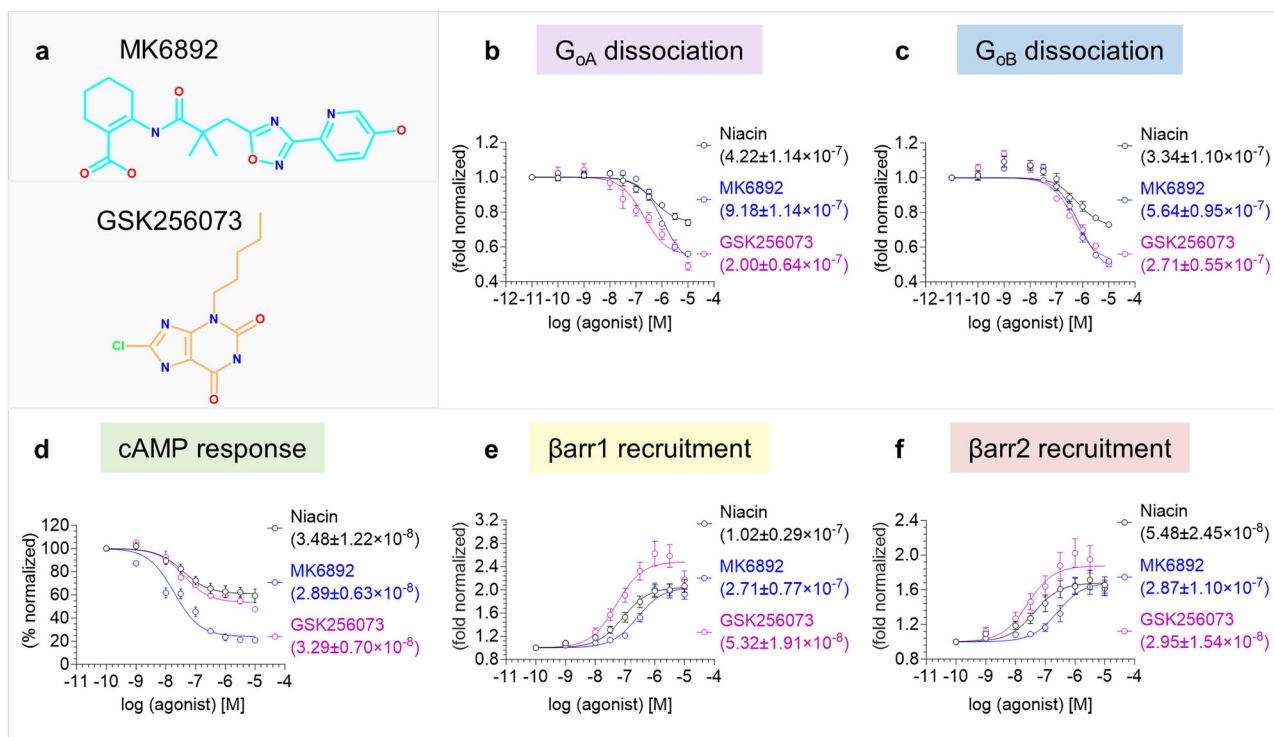 a
MK6892
O
N
N
N
O
N
N
O
O
O
GSK256073
N
N
O
Cl
N
N
O
b
GoA dissociation
(fold normalized)
1.2
1.0
0.8
0.6
0.4
-12 -11 -10 -9 -8 -7 -6 -5 -4
log (agonist) [M]
Niacin
(4.22±1.14×10⁻⁷)
MK6892
(9.18±1.14×10⁻⁷)
GSK256073
(2.00±0.64×10⁻⁷)
c
GoB dissociation
(fold normalized)
1.2
1.0
0.8
0.6
0.4
-12 -11 -10 -9 -8 -7 -6 -5 -4
log (agonist) [M]
Niacin
(3.34±1.10×10⁻⁷)
MK6892
(5.64±0.95×10⁻⁷)
GSK256073
(2.71±0.55×10⁻⁷)
d
cAMP response
(% normalized)
120
100
80
60
40
20
0
-11 -10 -9 -8 -7 -6 -5 -4
log (agonist) [M]
Niacin
(3.48±1.22×10⁻⁸)
MK6892
(2.89±0.63×10⁻⁸)
GSK256073
(3.29±0.70×10⁻⁸)
e
βarr1 recruitment
(fold normalized)
3.2
2.8
2.4
2.0
1.6
1.2
0.8
-11 -10 -9 -8 -7 -6 -5 -4
log (agonist) [M]
Niacin
(1.02±0.29×10⁻⁷)
MK6892
(2.71±0.77×10⁻⁷)
GSK256073
(5.32±1.91×10⁻⁸)
f
βarr2 recruitment
(fold normalized)
2.4
2.0
1.6
1.2
0.8
-11 -10 -9 -8 -7 -6 -5 -4
log (agonist) [M]
Niacin
(5.48±2.45×10⁻⁸)
MK6892
(2.87±1.10×10⁻⁷)
GSK256073
(2.95±1.54×10⁻⁸)